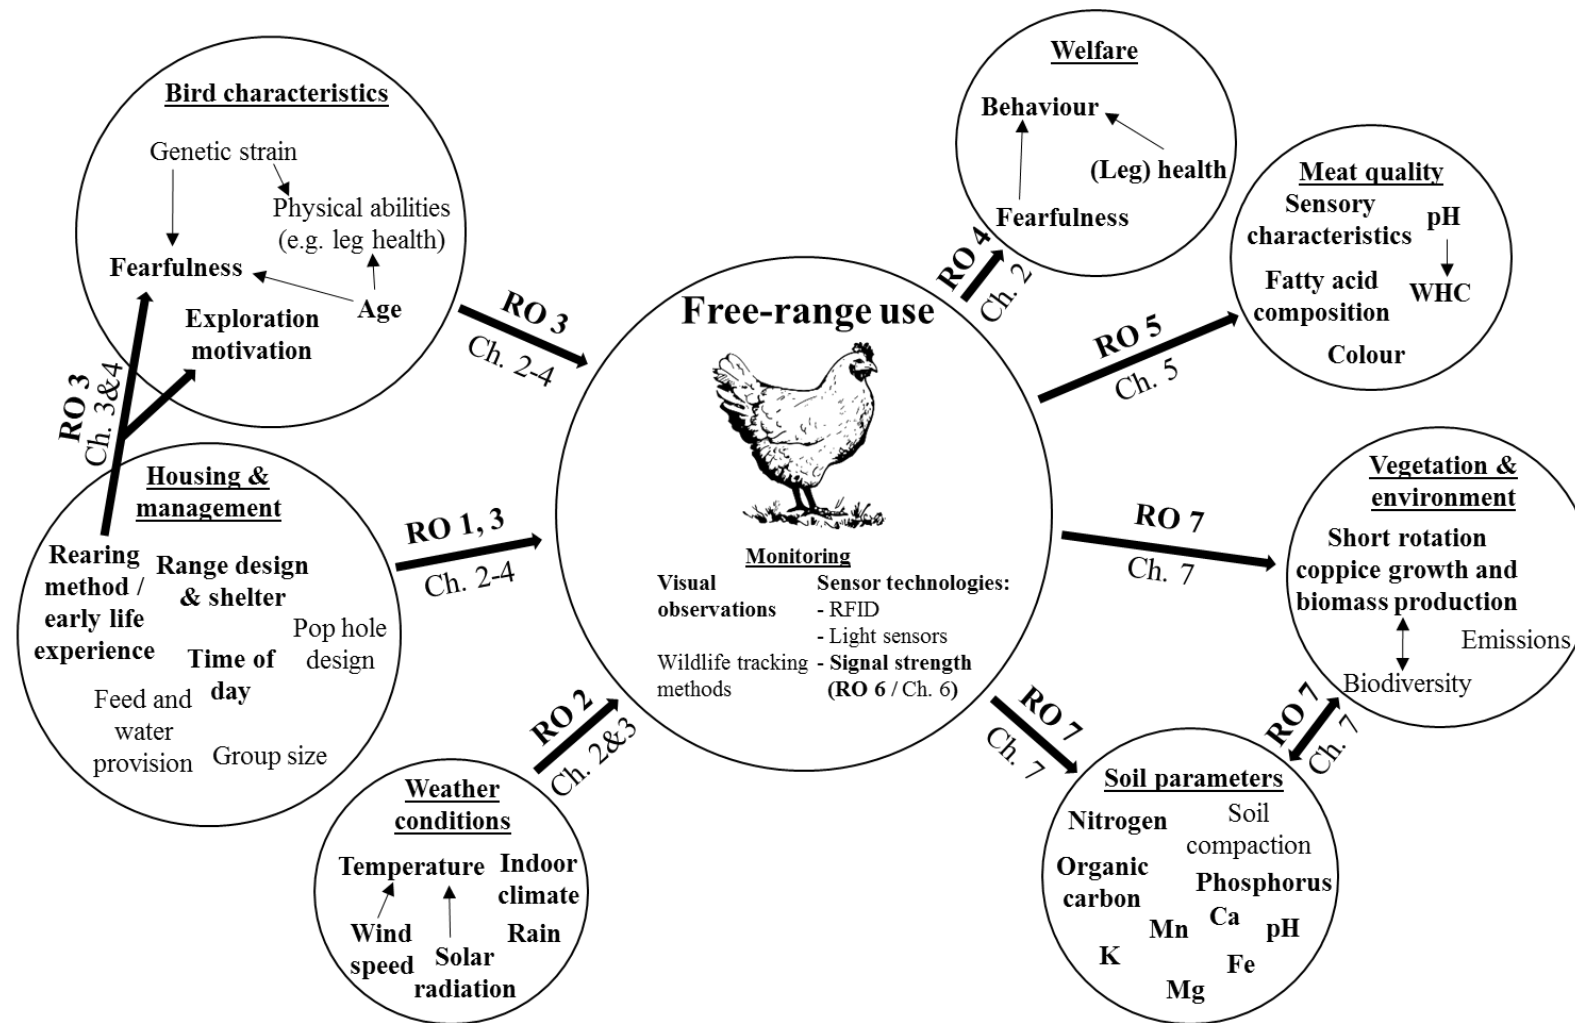 Bird characteristics
Genetic strain
Physical abilities
(e.g. leg health)
Fearfulness
Age
Exploration
motivation
RO 3
Ch. 3&4
RO 3
Ch. 2-4
Housing &
management
Rearing
method /
early life
experience
Range design
& shelter
Pop hole
design
Time of
day
Feed and
water
provision
Group size
RO 1, 3
Ch. 2-4
Weather
conditions
Temperature
Indoor
climate
Wind
speed
Solar
radiation
Rain
RO 2
Ch. 2&3
Free-range use
Monitoring
Visual
observations
Wildlife tracking
methods
Sensor technologies:
- RFID
- Light sensors
- Signal strength
(RO 6 / Ch. 6)
RO 4
Ch. 2
Welfare
Behaviour
(Leg) health
Fearfulness
RO 5
Ch. 5
Meat quality
Sensory
characteristics
pH
WHC
Fatty acid
composition
Colour
RO 7
Ch. 7
Vegetation &
environment
Short rotation
coppice growth and
biomass production
Emissions
Biodiversity
RO 7
Ch. 7
RO 7
Ch. 7
Soil parameters
Nitrogen
Soil
compaction
Organic
carbon
Phosphorus
Ca
Mn
pH
K
Fe
Mg